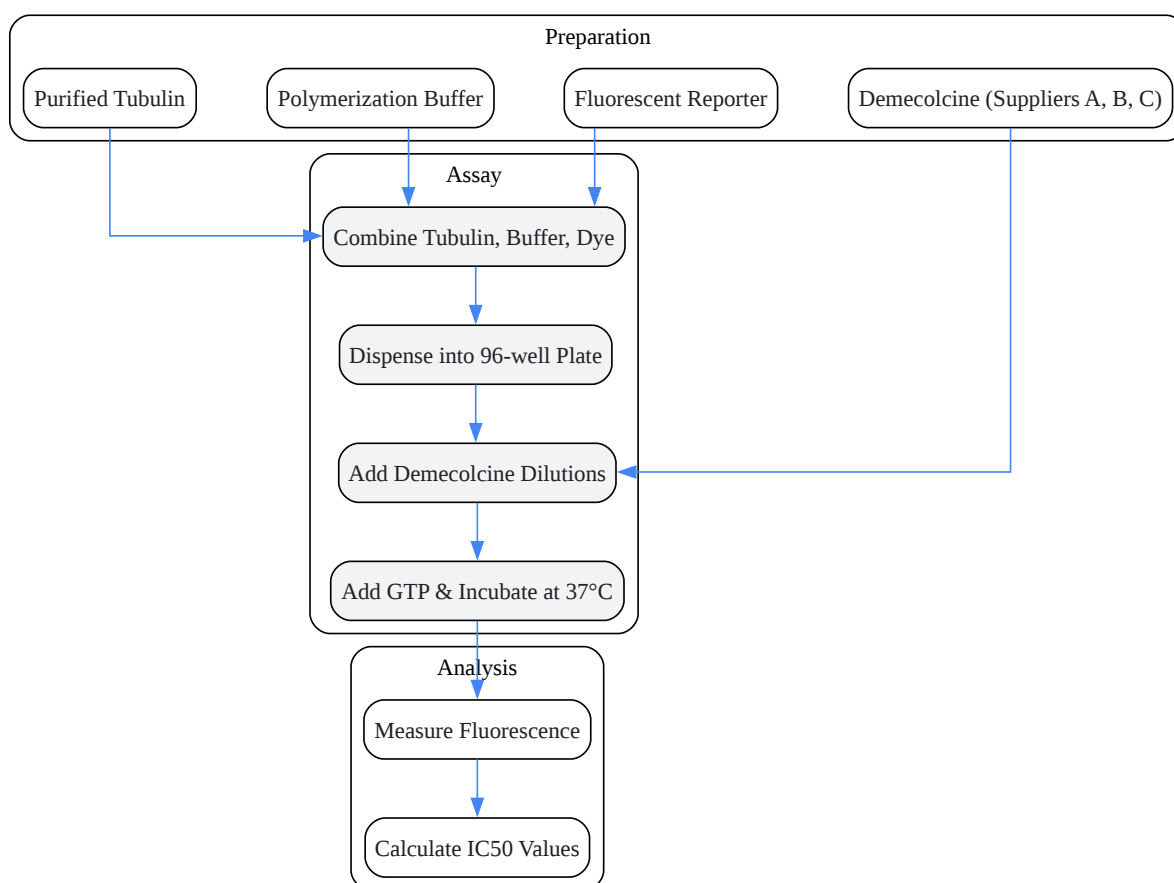 Preparation
Purified Tubulin
Polymerization Buffer
Fluorescent Reporter
Demecolcine (Suppliers A, B, C)
Assay
Combine Tubulin, Buffer, Dye
Dispense into 96-well Plate
Add Demecolcine Dilutions
Add GTP & Incubate at 37°C
Analysis
Measure Fluorescence
Calculate IC50 Values